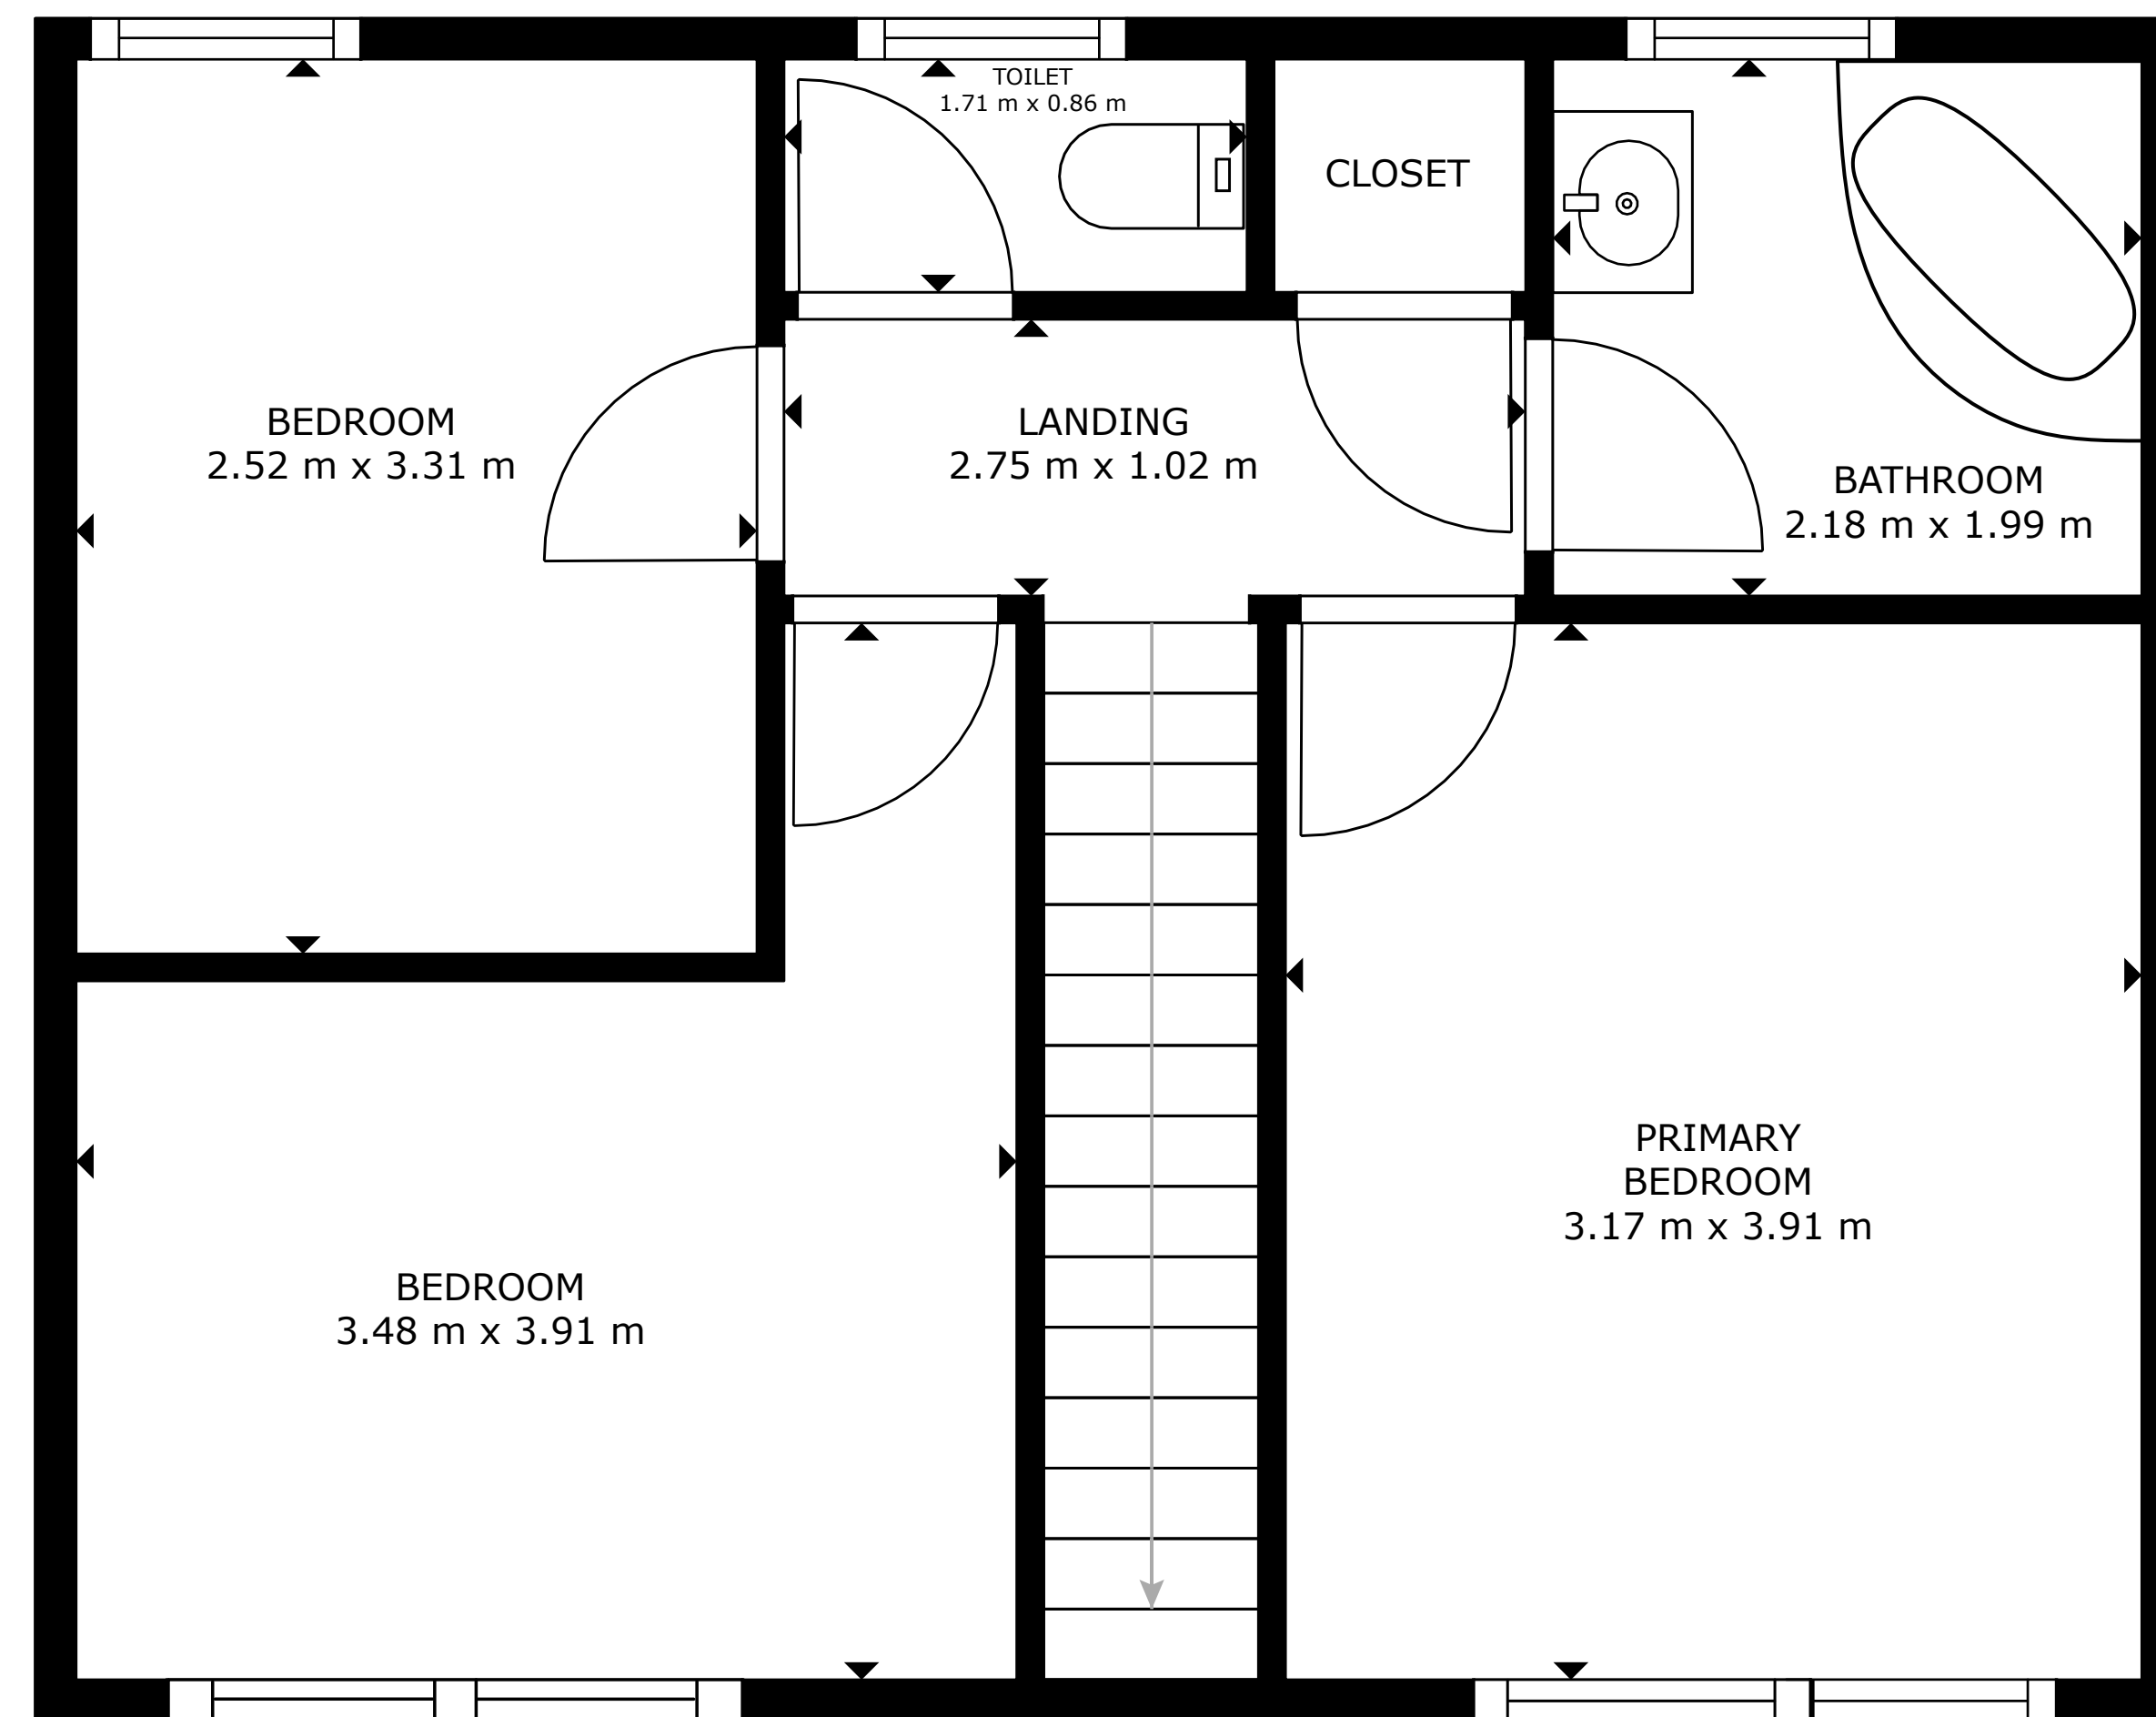 TOILET
1.71 m x 0.86 m
CLOSET
BEDROOM
2.52 m x 3.31 m
LANDING
2.75 m x 1.02 m
BATHROOM
2.18 m x 1.99 m
PRIMARY
BEDROOM
3.17 m x 3.91 m
BEDROOM
3.48 m x 3.91 m